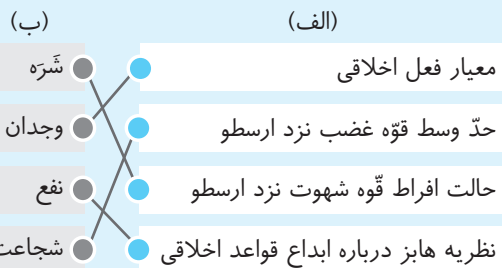 (الف) (ب)
معیار فعل اخلاقی شَرَه
حدّ وسط قوّه غضب نزد ارسطو وجدان
حالت افراط قّوه شهوت نزد ارسطو نفع
نظریه هابز درباره ابداع قواعد اخلاقی شجاعت